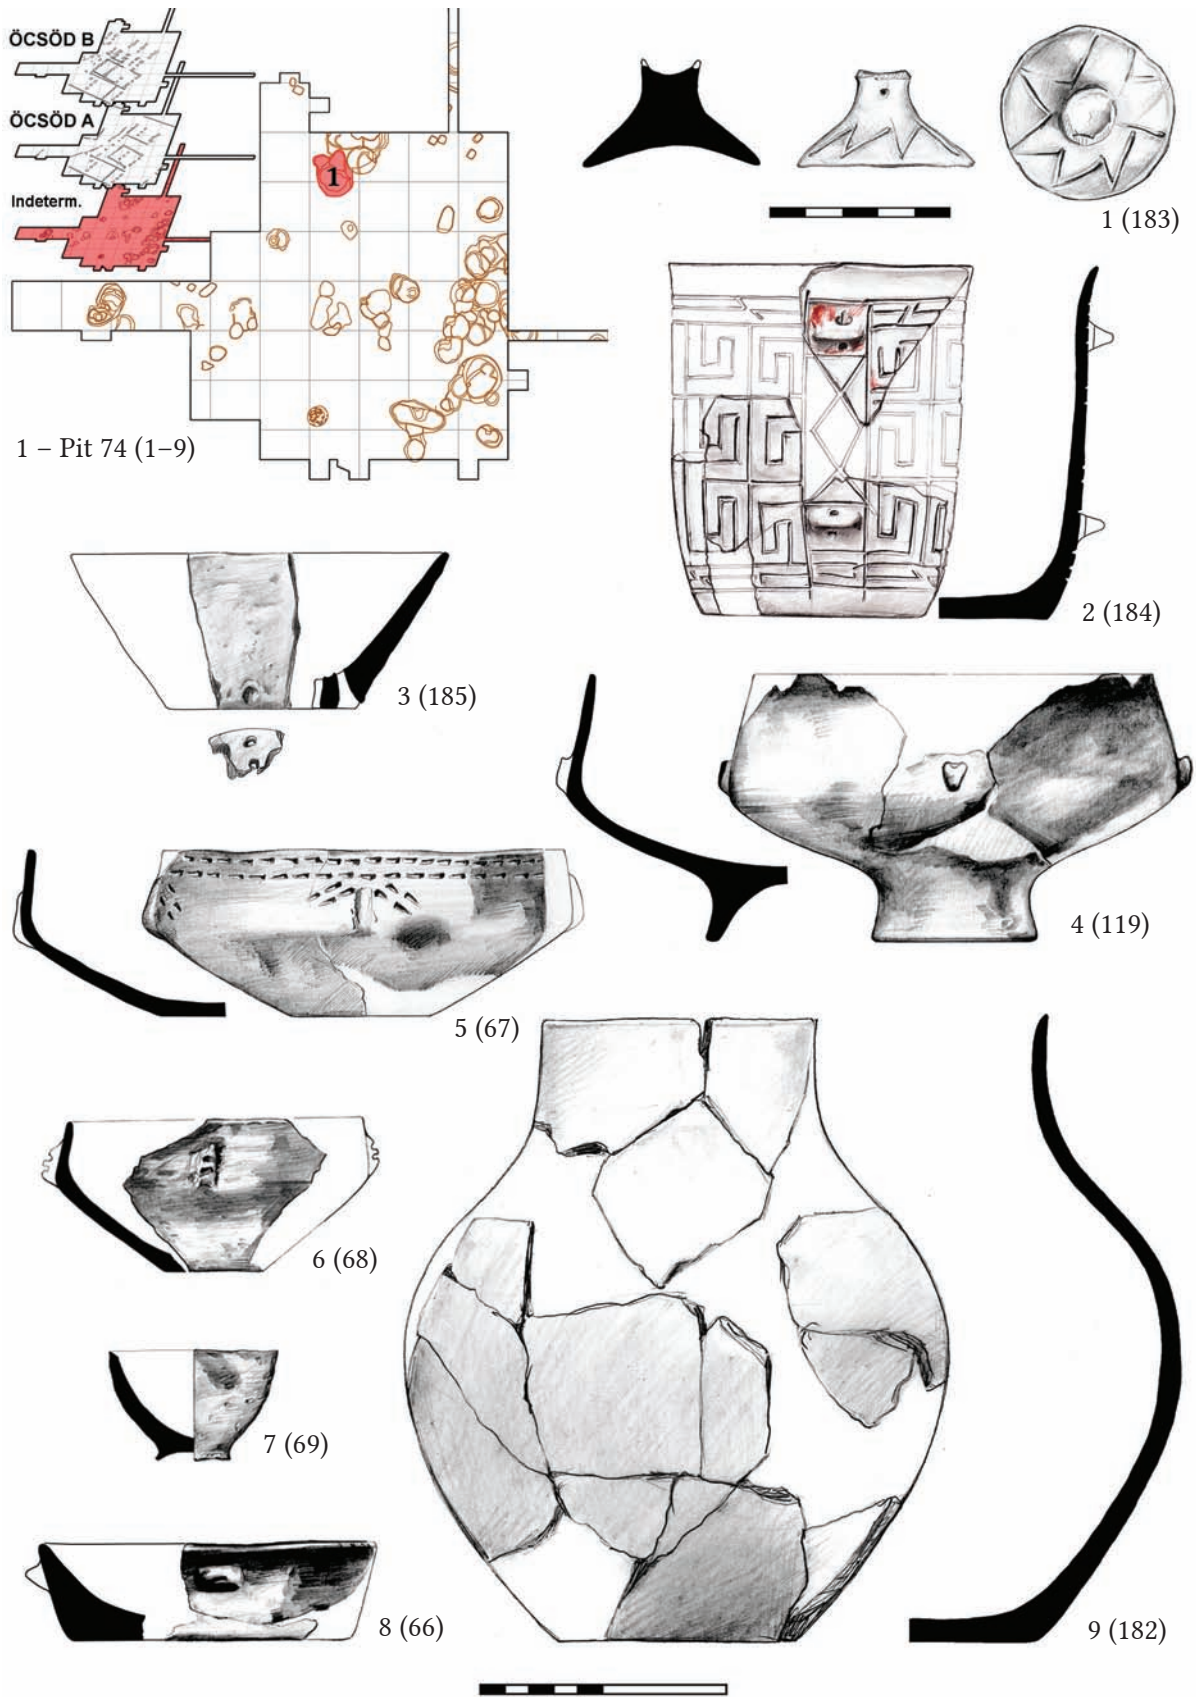 ÖCSÖD B
ÖCSÖD A
Indeterm.
1
1 – Pit 74 (1–9)
1 (183)
2 (184)
3 (185)
4 (119)
5 (67)
6 (68)
7 (69)
8 (66)
9 (182)